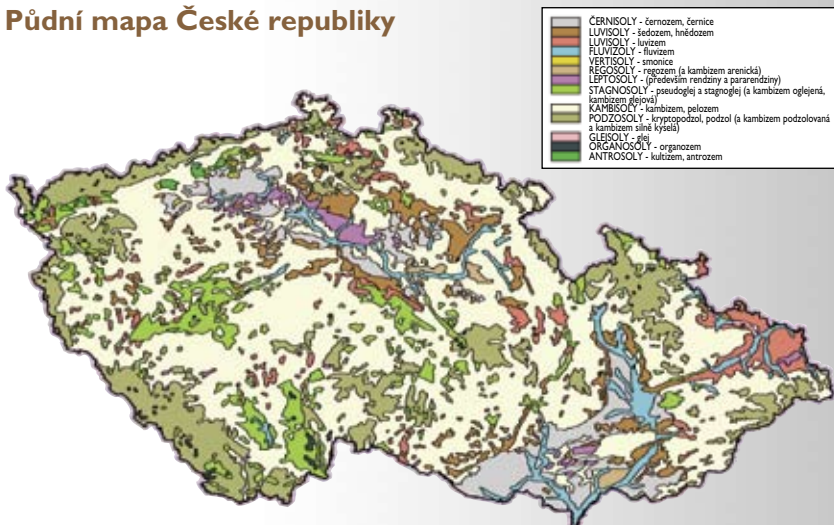 Půdní mapa České republiky
ČERNISOLY - černozem, černice
LUVISOLY - šedozem, hnědozem
LUVISOLY - luvizem
FLUVIZOLY - fluvizem
VERTISOLY - smonice
REGOSOLY - regozem (a kambizem arenická)
LEPTOSOLY - (především rendziny a pararendziny)
STAGNOSOLY - pseudoglej a stagnoglej (a kambizem oglejená,
kambizem glejová)
KAMBISOLY - kambizem, pelozem
PODZOSOLY - kryptopodzol, podzol (a kambizem podzolovaná
a kambizem silně kyselá)
GLEJSOLY - glej
ORGANOSOLY - organozem
ANTROSOLY - kultizem, antrozem